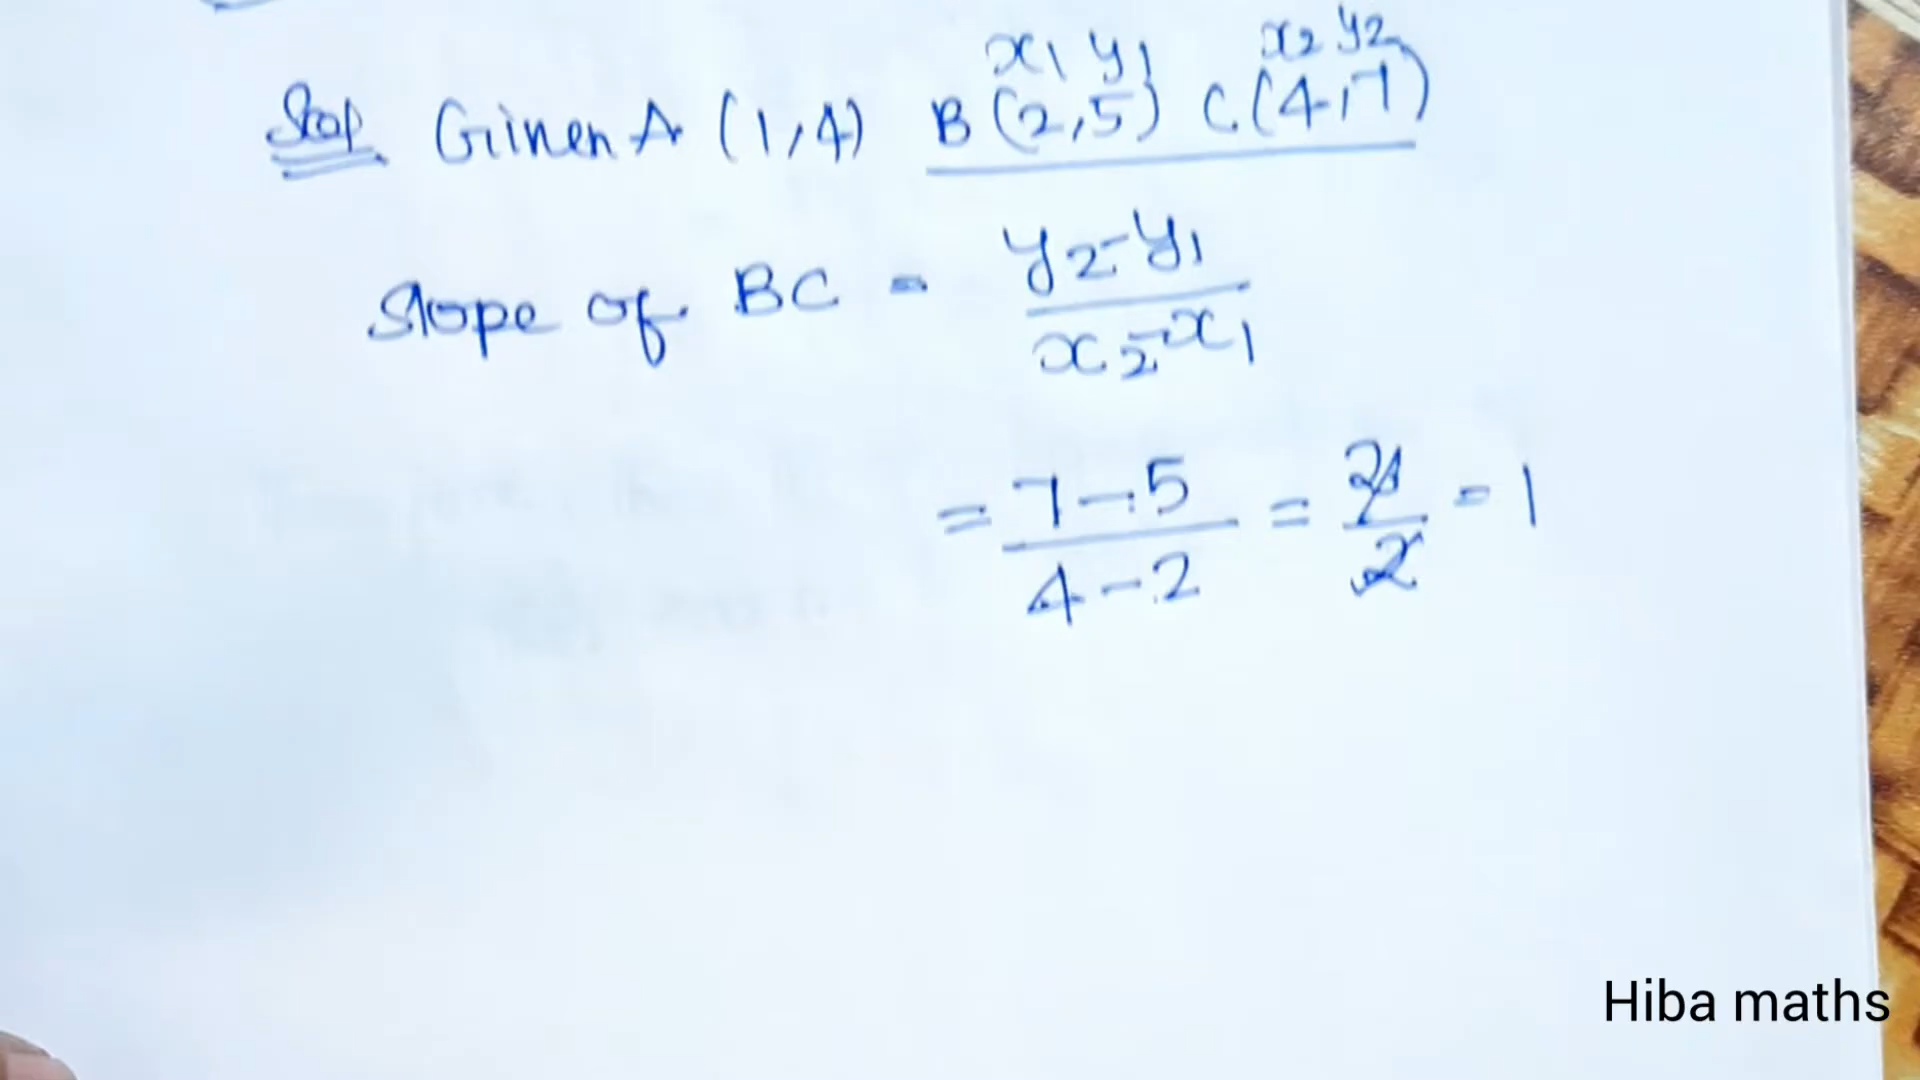 x1 y1 x2 y2
Sol Given A (1,4) B (2,5) C (4,7)
Slope of BC = y2-y1 / x2-x1
= 7-5 / 4-2 = 2 / 2 = 1
Hiba maths